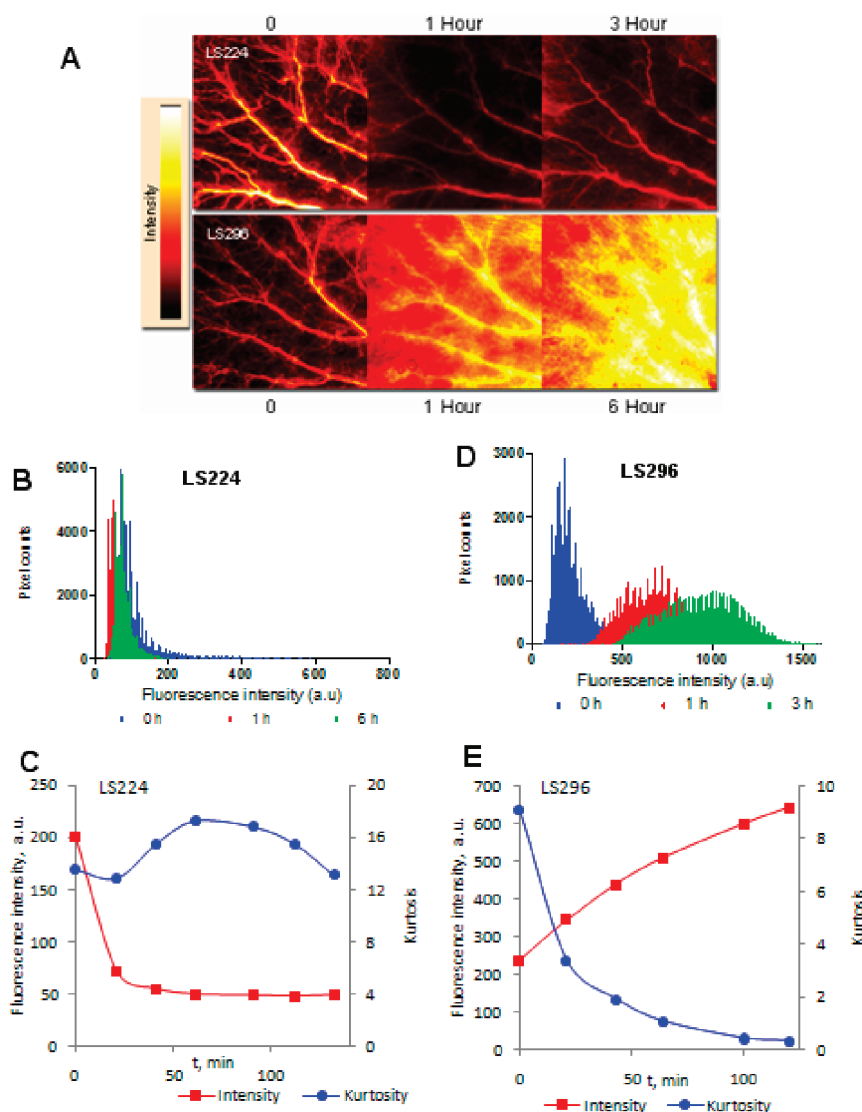 0 1 Hour 3 Hour
A
LS224
Intensity
LS296
0 1 Hour 6 Hour
B
LS224
6000
4000
2000
0
Pixel counts
0 200 400 600 800
Fluorescence intensity (a.u)
0 h 1 h 6 h
D
LS296
3000
2000
1000
0
Pixel counts
0 500 1000 1500
Fluorescence intensity (a.u)
0 h 1 h 3 h
C
LS224
250
200
150
100
50
0
Fluorescence intensity, a.u.
20
16
12
8
4
0
Kurtosis
0 50 100
t, min
Intensity Kurtosity
E
LS296
700
600
500
400
300
200
100
0
Fluorescence intensity, a.u.
10
8
6
4
2
0
Kurtosis
0 50 100
t, min
Intensity Kurtosity